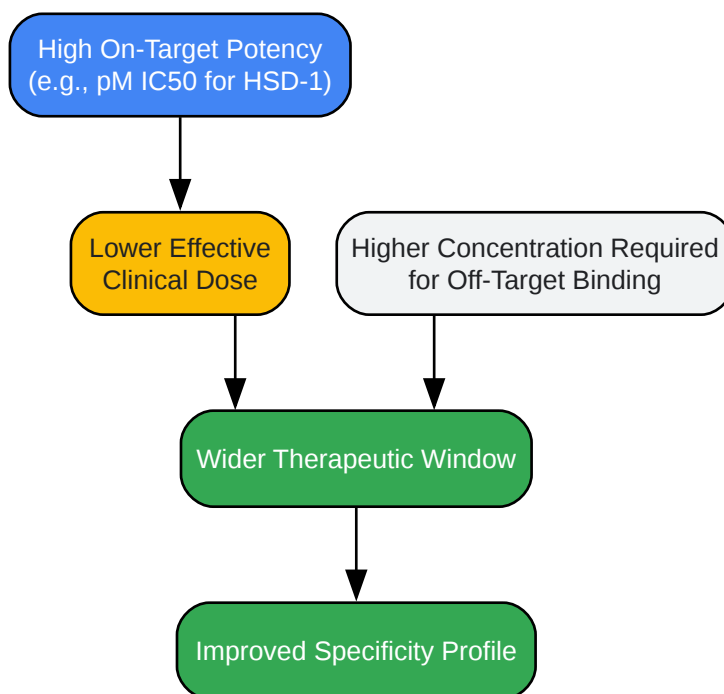 High On-Target Potency
(e.g., pM IC50 for HSD-1)
Lower Effective
Clinical Dose
Higher Concentration Required
for Off-Target Binding
Wider Therapeutic Window
Improved Specificity Profile